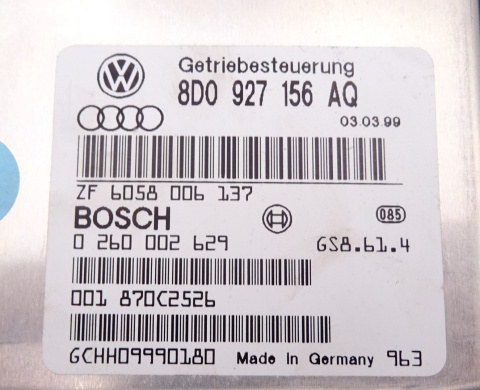 Getriebesteuerung
8D0 927 156 AQ
03.03.99
ZF 6058 006 137
BOSCH
085
0 260 002 629
GS8.61.4
001 870C2526
GCHH09990180 Made in Germany 963